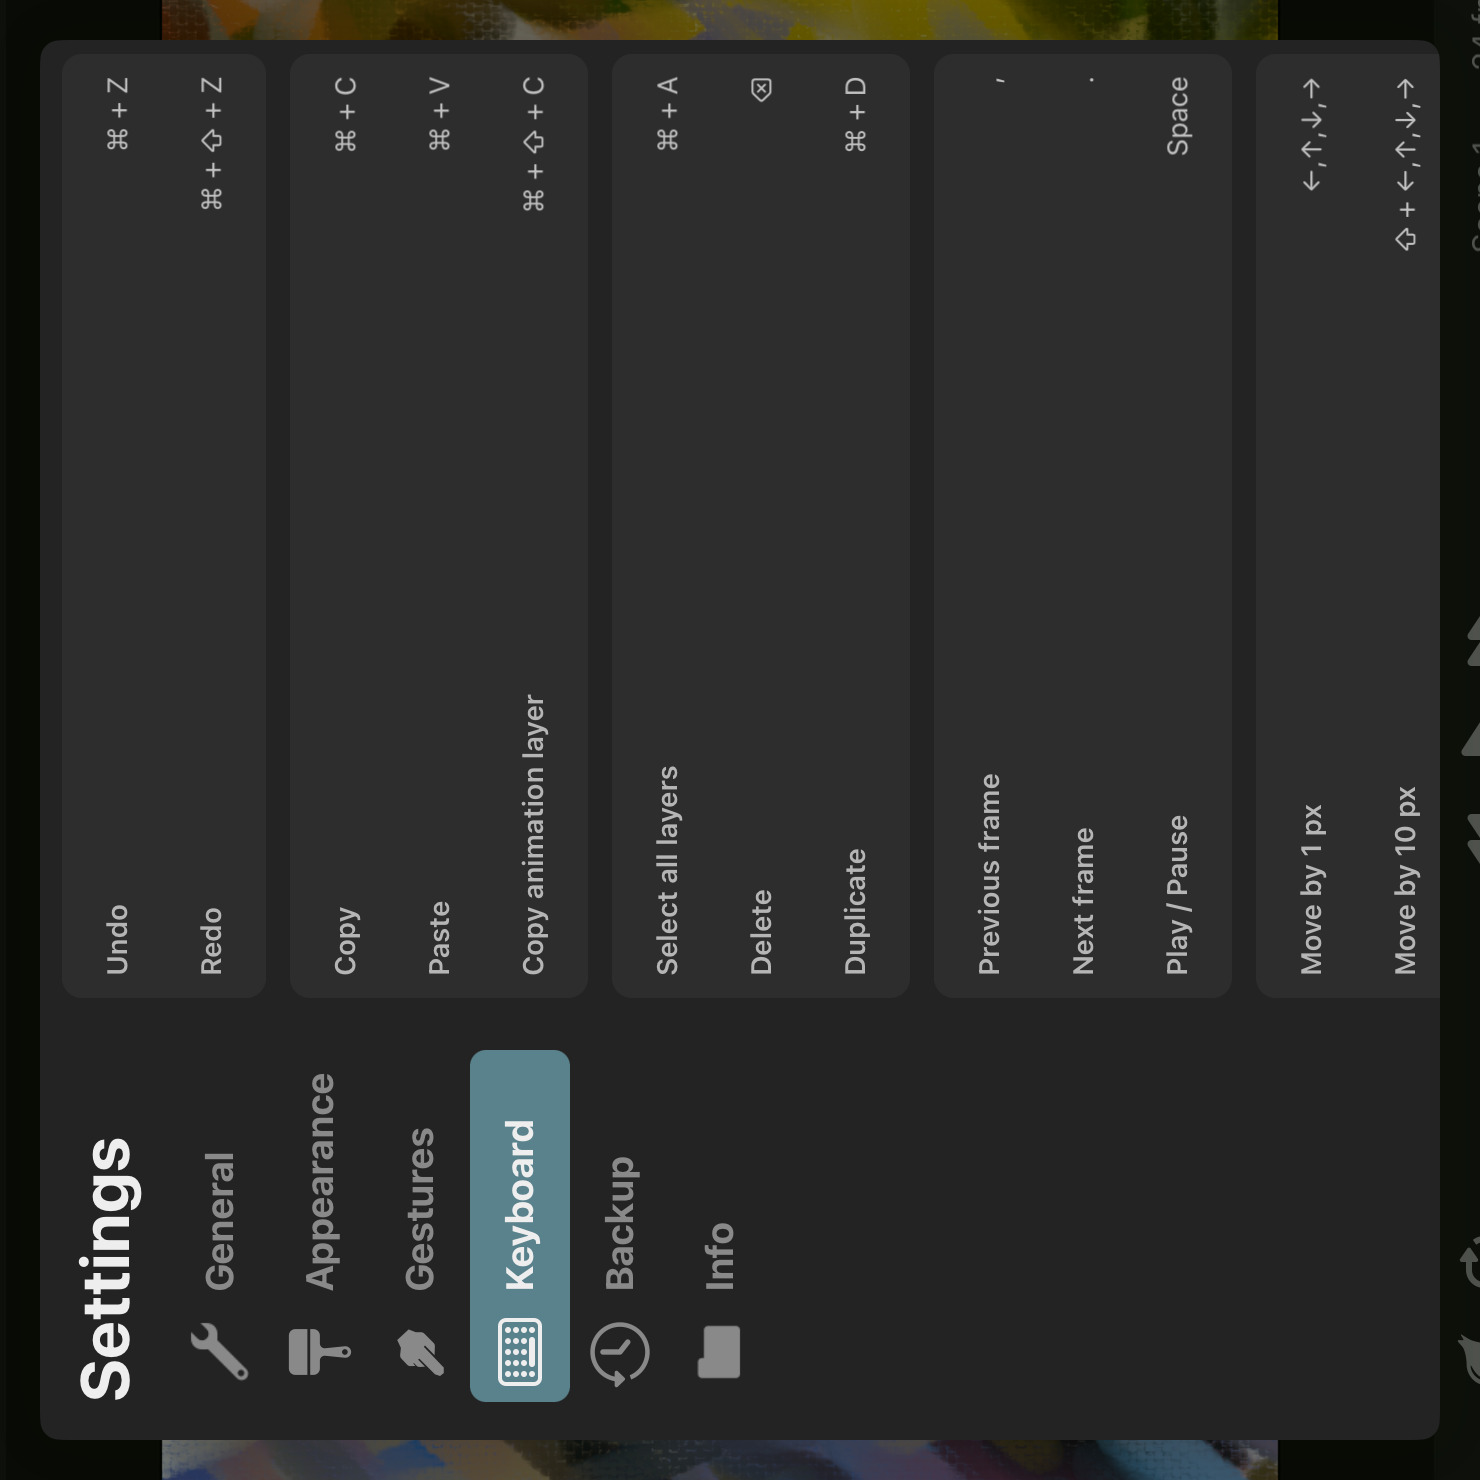 Settings
General
Appearance
Gestures
Keyboard
Backup
Info
Undo ⌘ + Z
Redo ⌘ + ⇧ + Z
Copy ⌘ + C
Paste ⌘ + V
Copy animation layer ⌘ + ⇧ + C
Select all layers ⌘ + A
Delete ⌫
Duplicate ⌘ + D
Previous frame ,
Next frame .
Play / Pause Space
Move by 1 px ←,↑,↓,→
Move by 10 px ⇧ + ←,↑,↓,→